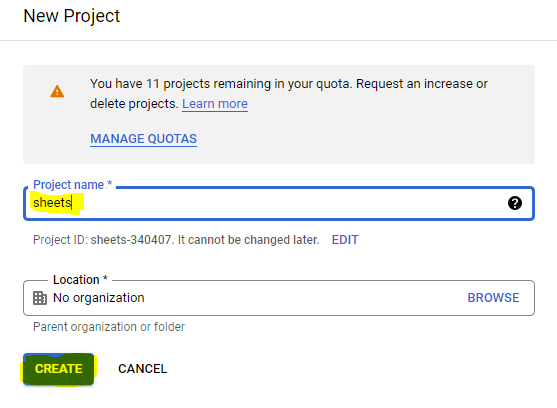 New Project
You have 11 projects remaining in your quota. Request an increase or
delete projects. Learn more
MANAGE QUOTAS
Project name *
sheets
Project ID: sheets-340407. It cannot be changed later. EDIT
Location *
No organization BROWSE
Parent organization or folder
CREATE CANCEL